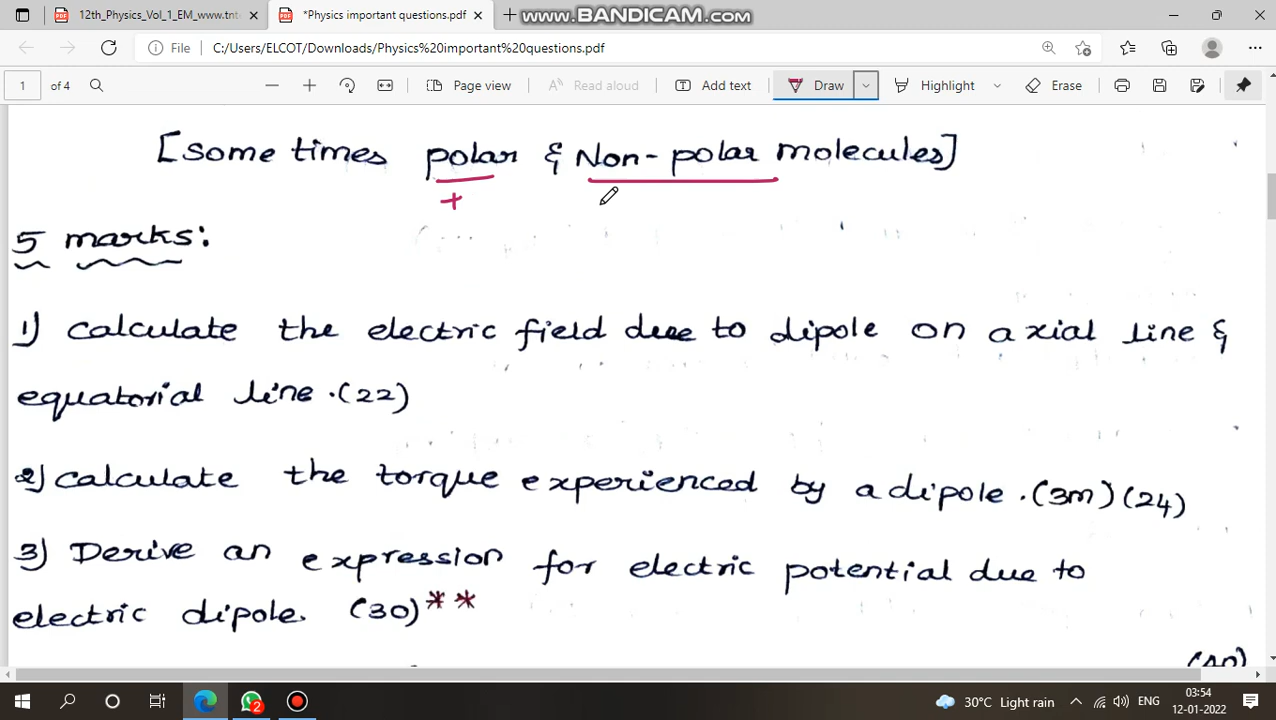 12th_Physics_Vol_1_EM_www.tnt
*Physics important questions.pdf
www.BANDICAM.com
File
C:/Users/ELCOT/Downloads/Physics%20important%20questions.pdf
1 of 4
Page view
Read aloud
Add text
Draw
Highlight
Erase
[Some times polar & Non-polar molecules]
+
5 marks:
1) Calculate the electric field due to dipole on axial line &
equatorial line.(22)
2) Calculate the torque experienced by a dipole.(3m)(24)
3) Derive an expression for electric potential due to
electric dipole. (30)**
(40)
30°C Light rain
ENG
03:54
12-01-2022
2